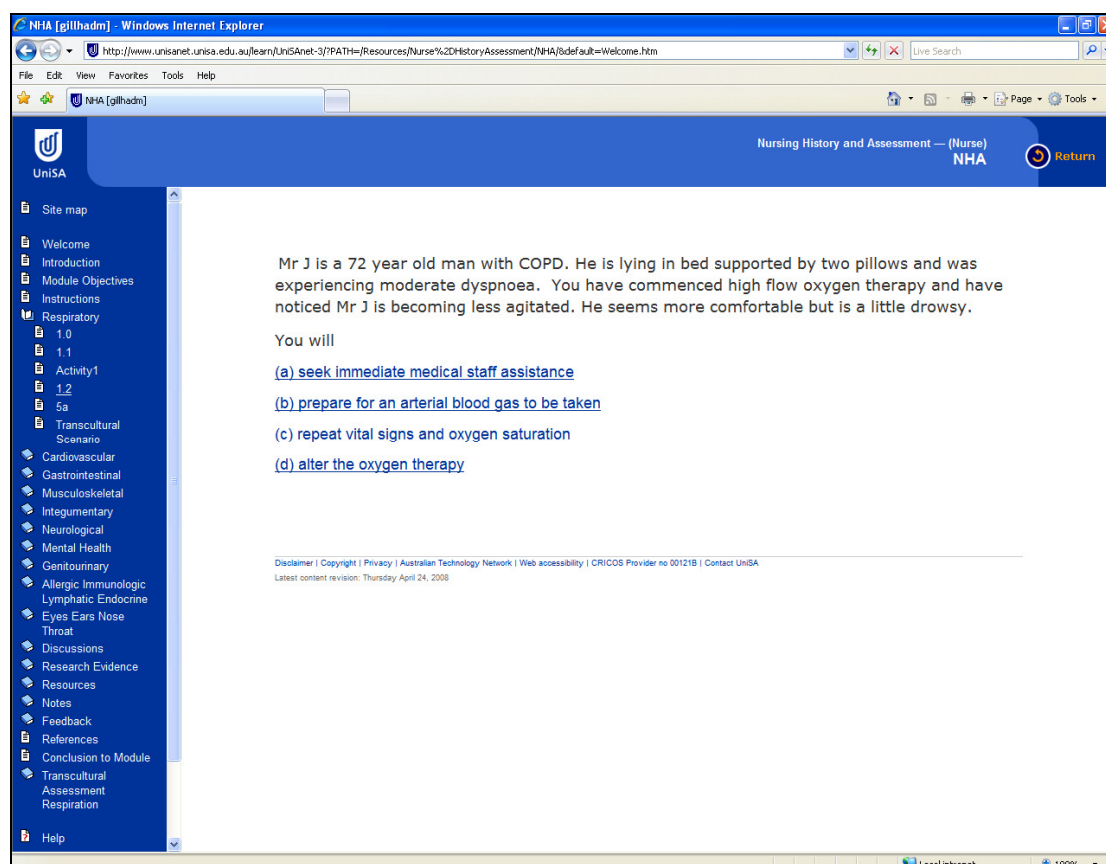 NHA [gillhadm] - Windows Internet Explorer
http://www.unisanet.unisa.edu.au/learn/UniSAnet-3/?PATH=/Resources/Nurse%2DHistoryAssessment/NHA/&default=Welcome.htm
Live Search
File Edit View Favorites Tools Help
NHA [gillhadm]
Page Tools
UniSA
Nursing History and Assessment — (Nurse)
NHA
Return
Site map
Welcome
Introduction
Module Objectives
Instructions
Respiratory
1.0
1.1
Activity1
1.2
5a
Transcultural
Scenario
Cardiovascular
Gastrointestinal
Musculoskeletal
Integumentary
Neurological
Mental Health
Genitourinary
Allergic Immunologic
Lymphatic Endocrine
Eyes Ears Nose
Throat
Discussions
Research Evidence
Resources
Notes
Feedback
References
Conclusion to Module
Transcultural
Assessment
Respiration
Help
Mr J is a 72 year old man with COPD. He is lying in bed supported by two pillows and was
experiencing moderate dyspnoea. You have commenced high flow oxygen therapy and have
noticed Mr J is becoming less agitated. He seems more comfortable but is a little drowsy.
You will
(a) seek immediate medical staff assistance
(b) prepare for an arterial blood gas to be taken
(c) repeat vital signs and oxygen saturation
(d) alter the oxygen therapy
Disclaimer | Copyright | Privacy | Australian Technology Network | Web accessibility | CRICOS Provider no 00121B | Contact UniSA
Latest content revision: Thursday April 24, 2008